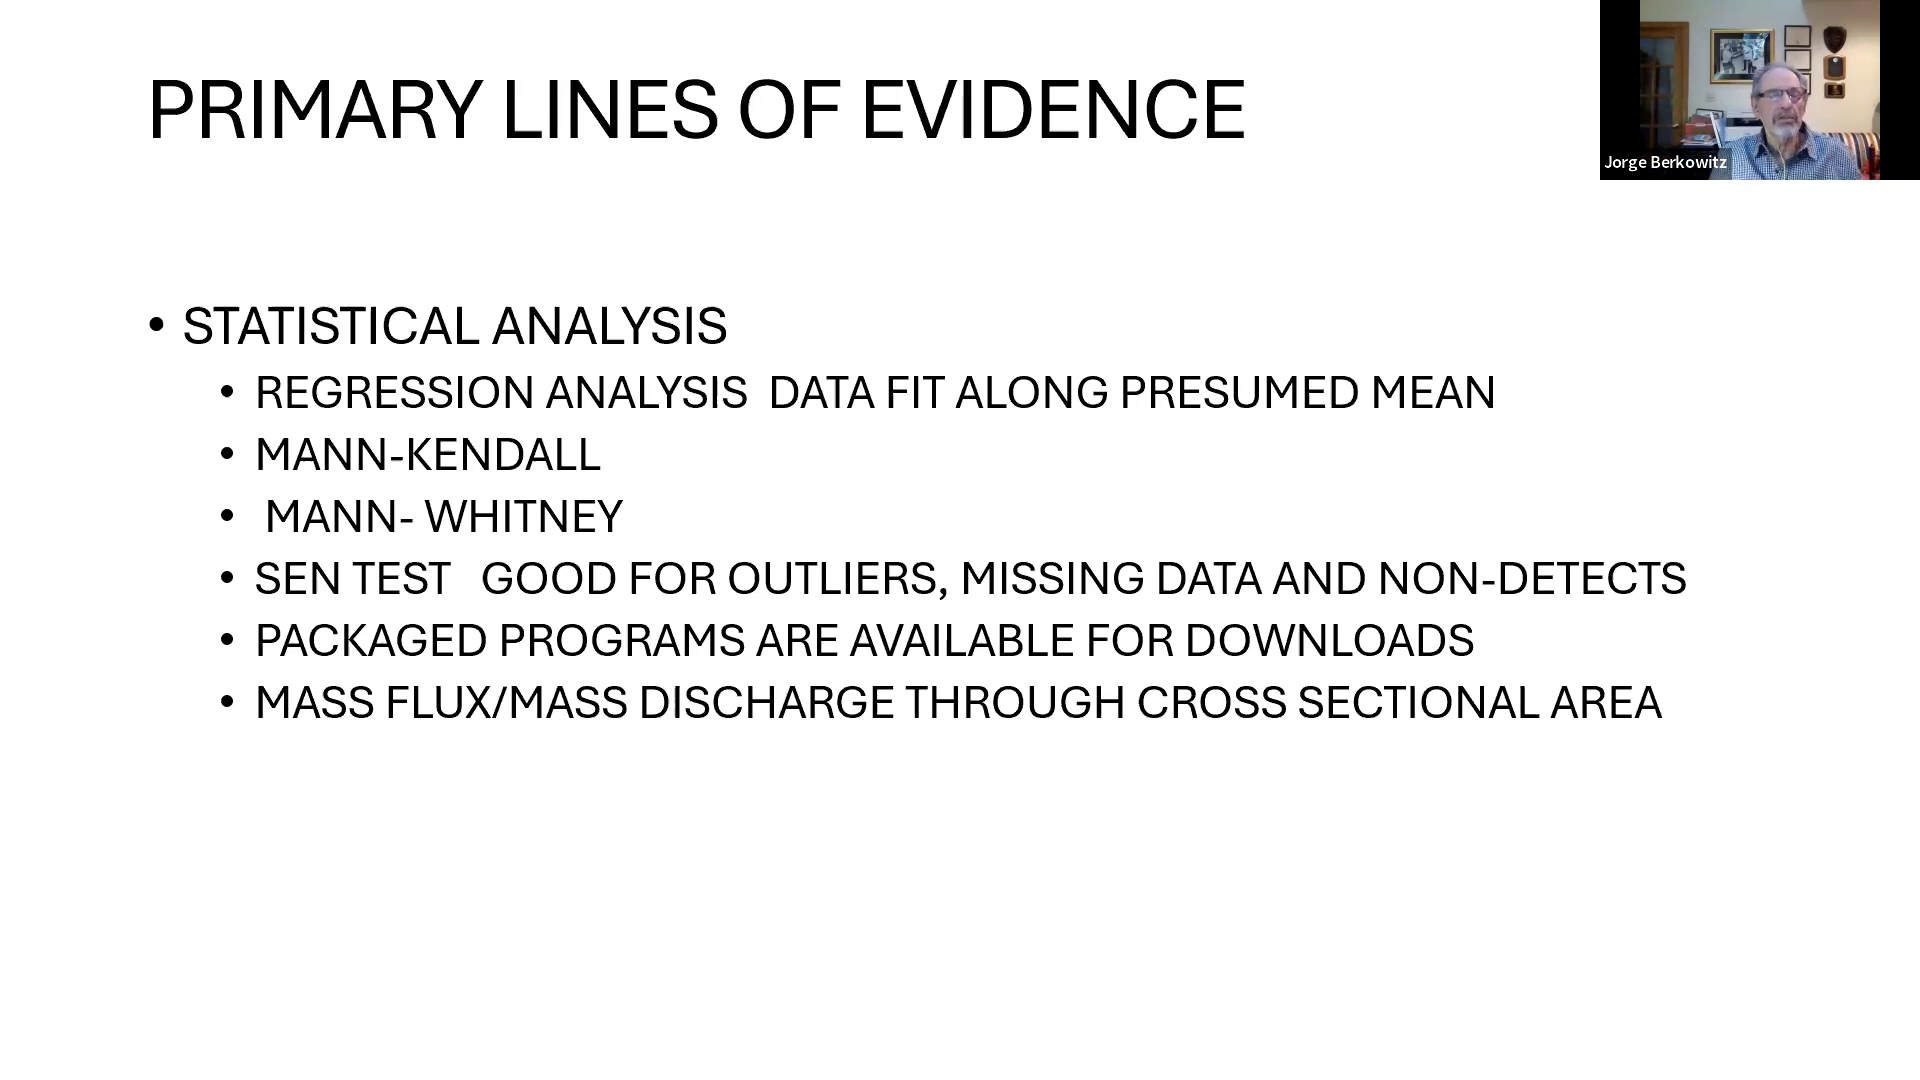 PRIMARY LINES OF EVIDENCE
Jorge Berkowitz
• STATISTICAL ANALYSIS
• REGRESSION ANALYSIS  DATA FIT ALONG PRESUMED MEAN
• MANN-KENDALL
• MANN- WHITNEY
• SEN TEST   GOOD FOR OUTLIERS, MISSING DATA AND NON-DETECTS
• PACKAGED PROGRAMS ARE AVAILABLE FOR DOWNLOADS
• MASS FLUX/MASS DISCHARGE THROUGH CROSS SECTIONAL AREA